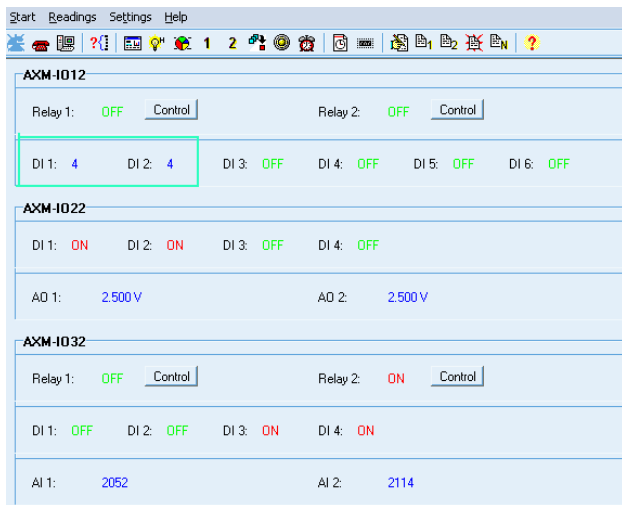 Start Readings Settings Help
?{} H 1 2 1 2 N ?
AXM-IO12
Relay 1: OFF Control Relay 2: OFF Control
DI 1: 4 DI 2: 4 DI 3: OFF DI 4: OFF DI 5: OFF DI 6: OFF
AXM-IO22
DI 1: ON DI 2: ON DI 3: OFF DI 4: OFF
AO 1: 2.500 V AO 2: 2.500 V
AXM-IO32
Relay 1: OFF Control Relay 2: ON Control
DI 1: OFF DI 2: OFF DI 3: ON DI 4: ON
AI 1: 2052 AI 2: 2114